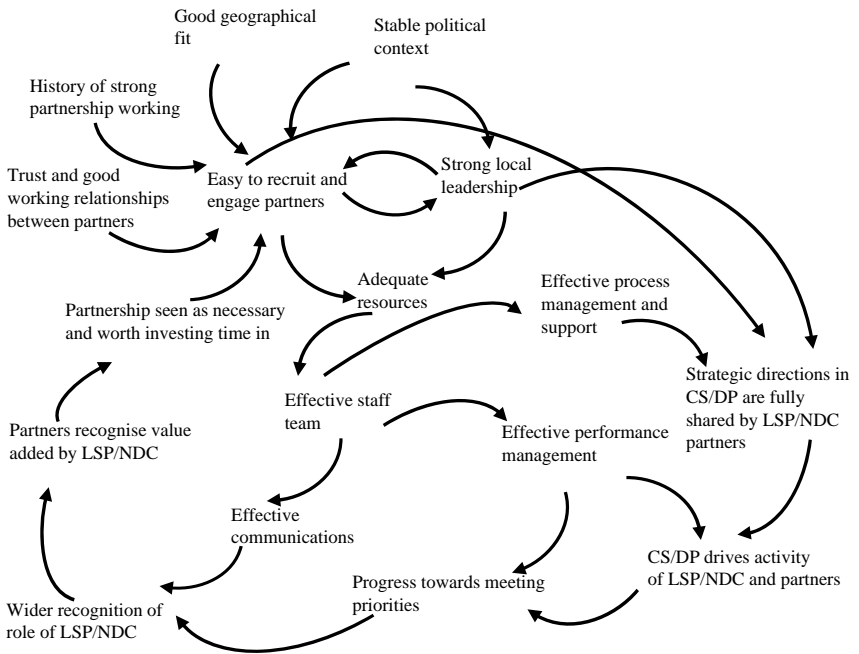 Good geographical
fit
Stable political
context
History of strong
partnership working
Trust and good
working relationships
between partners
Easy to recruit and
engage partners
Strong local
leadership
Adequate
resources
Effective process
management and
support
Partnership seen as necessary
and worth investing time in
Strategic directions in
CS/DP are fully
shared by LSP/NDC
partners
Effective staff
team
Partners recognise value
added by LSP/NDC
Effective performance
management
Effective
communications
CS/DP drives activity
of LSP/NDC and partners
Progress towards meeting
priorities
Wider recognition of
role of LSP/NDC